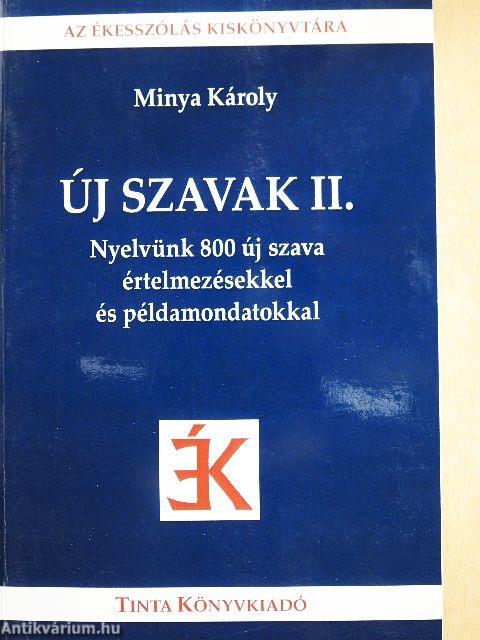 AZ ÉKESSZÓLÁS KISKÖNYVTÁRA
Minya Károly
ÚJ SZAVAK II.
Nyelvünk 800 új szava
értelmezésekkel
és példamondatokkal
ÉK
TINTA KÖNYVKIADÓ
Antikvárium.hu